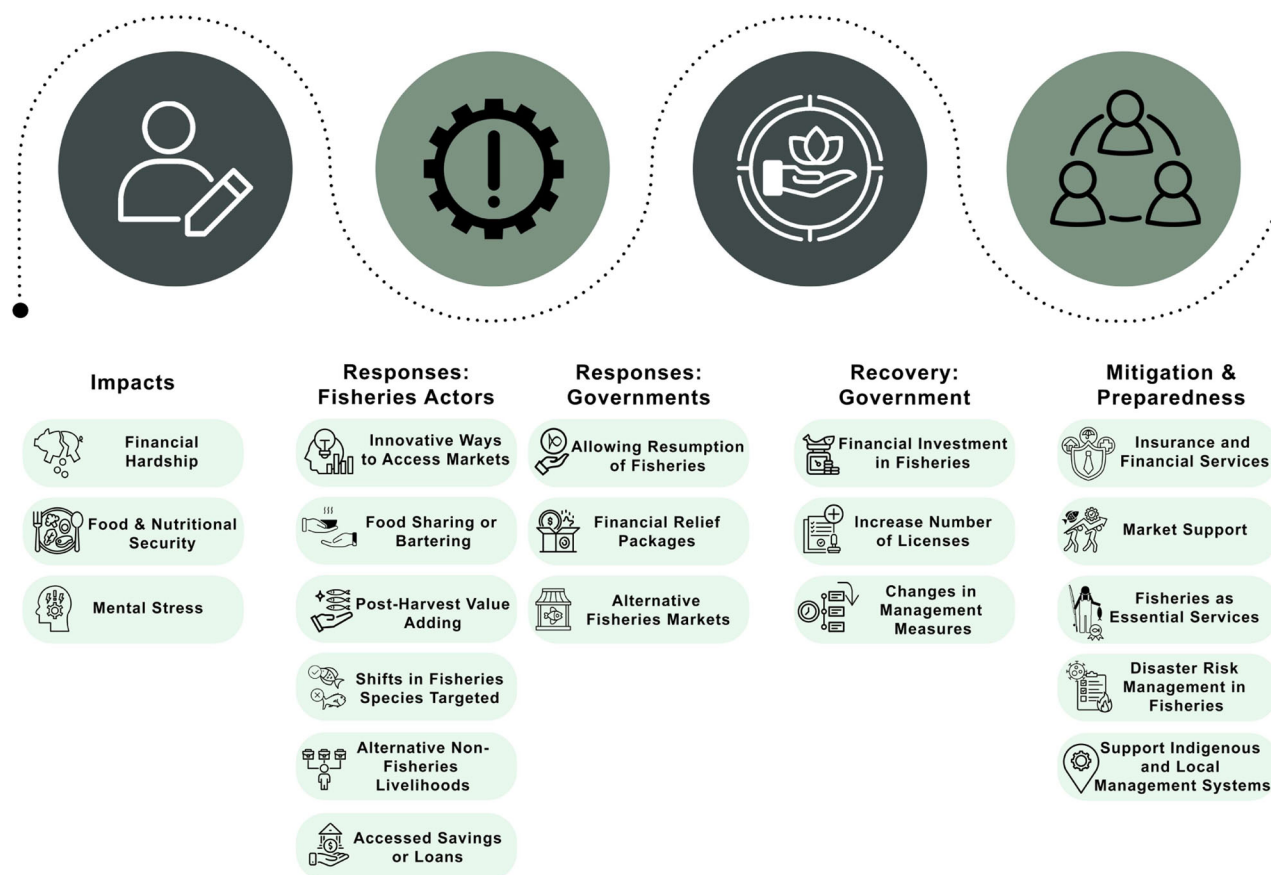 Impacts
Financial
Hardship
Food & Nutritional
Security
Mental Stress
Responses:
Fisheries Actors
Innovative Ways
to Access Markets
Food Sharing or
Bartering
Post-Harvest Value
Adding
Shifts in Fisheries
Species Targeted
Alternative Non-
Fisheries
Livelihoods
Accessed Savings
or Loans
Responses:
Governments
Allowing Resumption
of Fisheries
Financial Relief
Packages
Alternative
Fisheries Markets
Recovery:
Government
Financial Investment
in Fisheries
Increase Number
of Licenses
Changes in
Management
Measures
Mitigation &
Preparedness
Insurance and
Financial Services
Market Support
Fisheries as
Essential Services
Disaster Risk
Management in
Fisheries
Support Indigenous
and Local
Management Systems